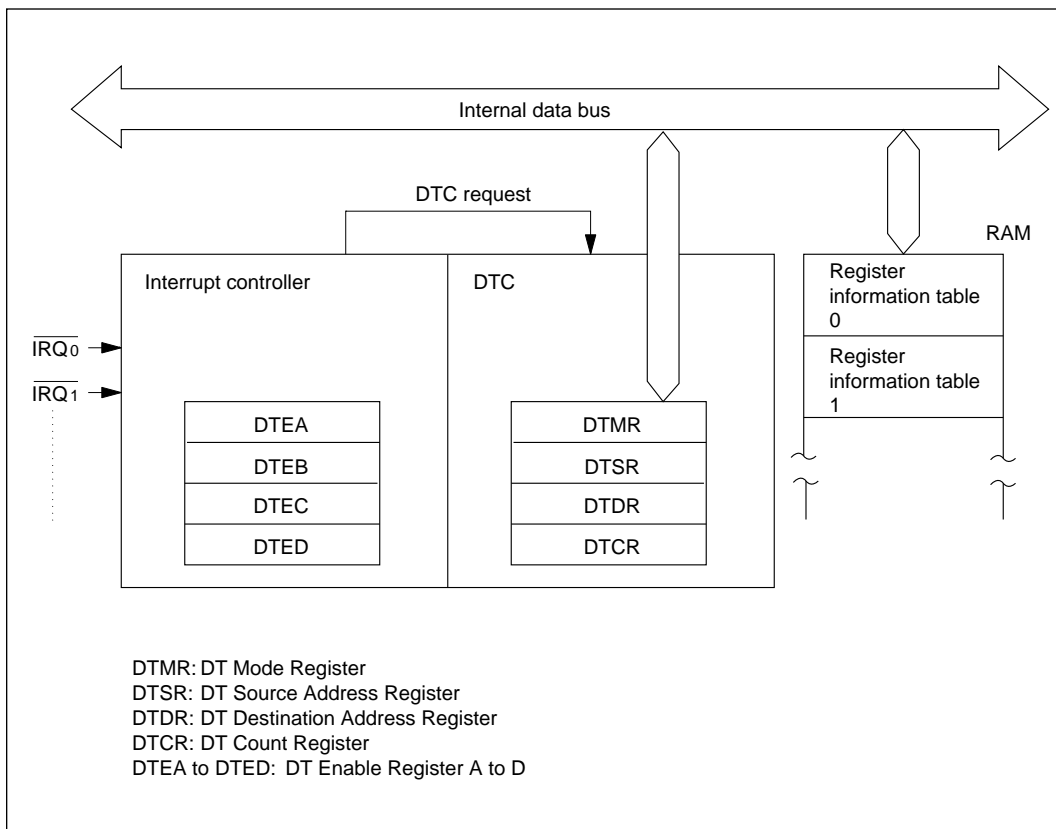 Internal data bus
DTC request
RAM
Interrupt controller
DTC
Register
information table
0
IRQ0
Register
information table
1
IRQ1
DTEA
DTEB
DTEC
DTED
DTMR
DTSR
DTDR
DTCR
DTMR: DT Mode Register
DTSR: DT Source Address Register
DTDR: DT Destination Address Register
DTCR: DT Count Register
DTEA to DTED: DT Enable Register A to D